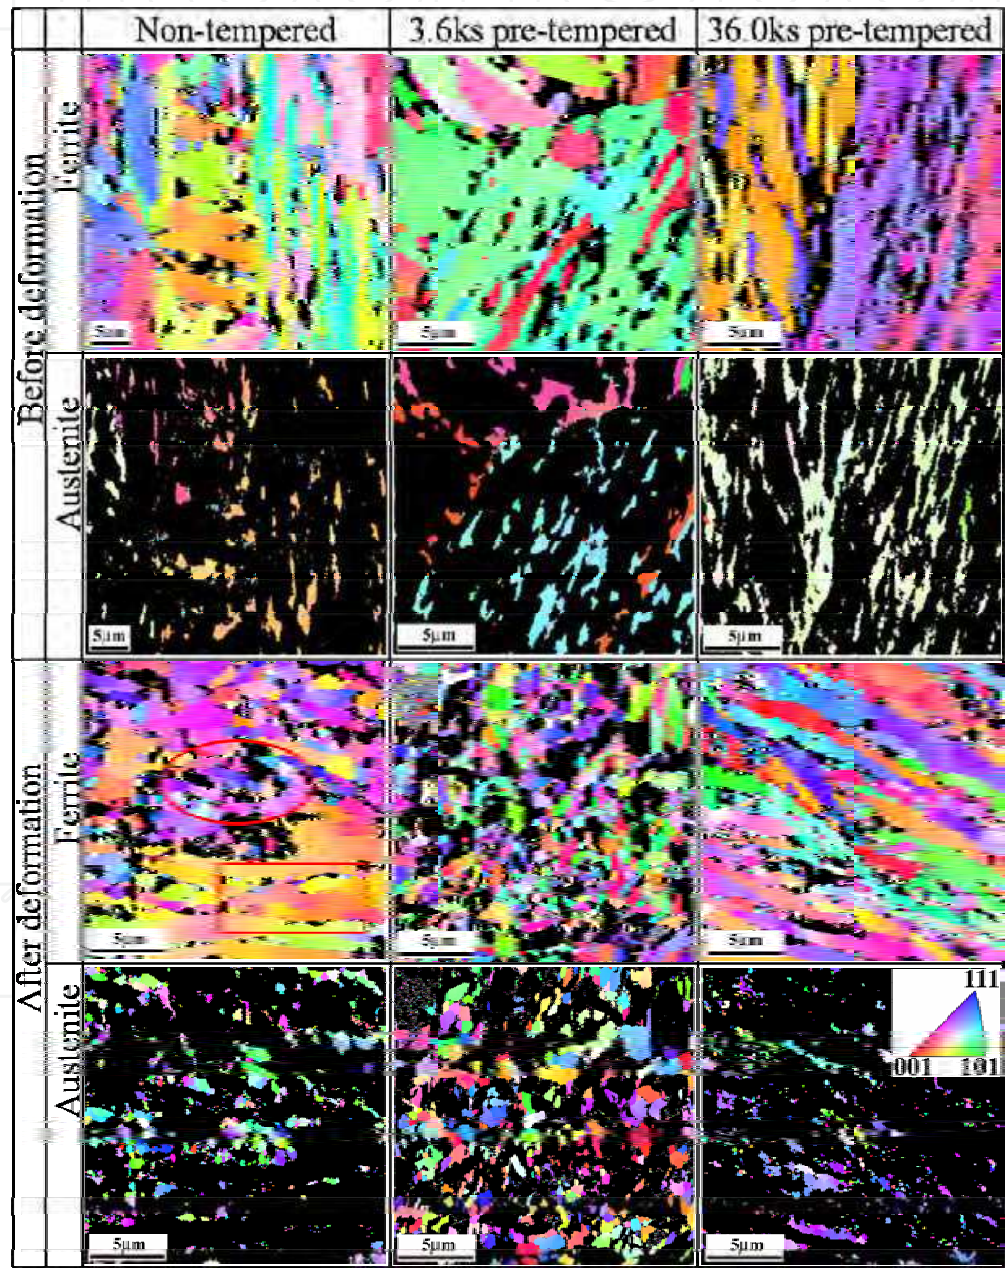 Non-tempered 3.6ks pre-tempered 36.0ks pre-tempered
Before deformation
Ferrite
5μm 5μm 5μm
Austenite
5μm 5μm 5μm
After deformation
Ferrite
5μm 5μm 5μm
Austenite
111
001 101
5μm 5μm 5μm